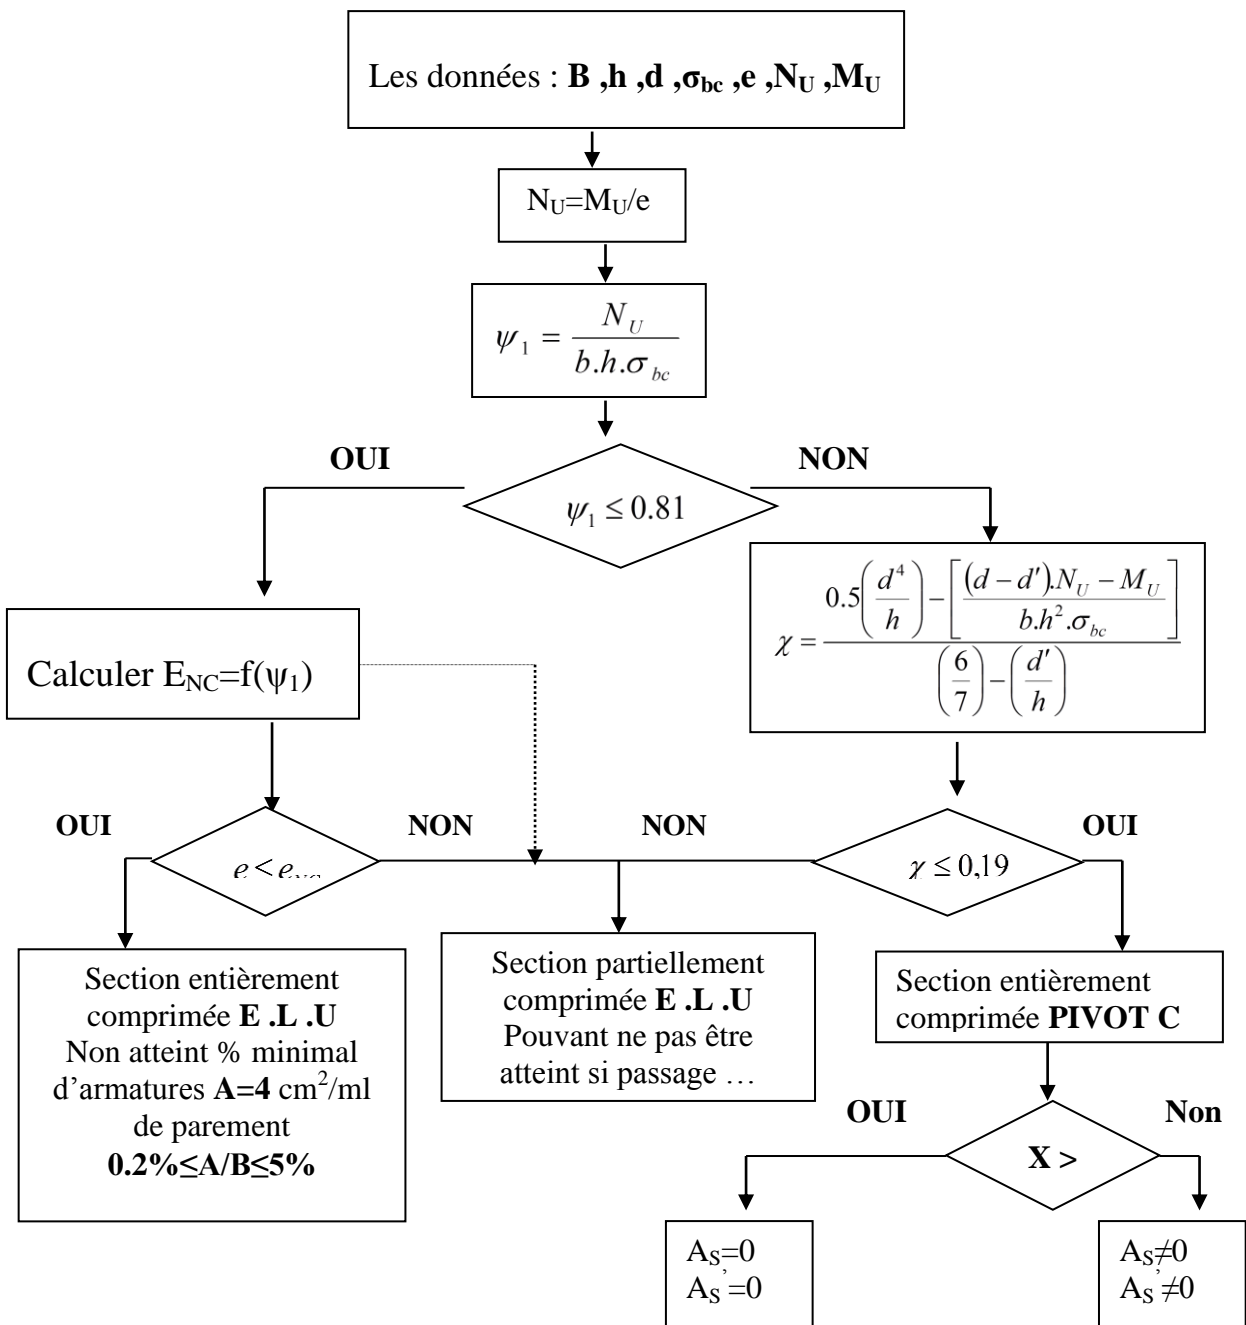 Les données : B ,h ,d ,σbc ,e ,NU ,MU
NU=MU/e
ψ1 = NU / b.h.σbc
OUI
NON
ψ1 ≤ 0.81
χ = (0.5(d4/h) − [((d − d′).NU − MU) / b.h2.σbc]) / ((6/7) − (d′/h))
Calculer ENC=f(ψ1)
OUI
NON
NON
OUI
e < eNC
χ ≤ 0,19
Section entièrement
comprimée E .L .U
Non atteint % minimal
d’armatures A=4 cm2/ml
de parement
0.2%≤A/B≤5%
Section partiellement
comprimée E .L .U
Pouvant ne pas être
atteint si passage …
Section entièrement
comprimée PIVOT C
OUI
Non
X >
AS=0
AS’=0
AS≠0
AS’≠0